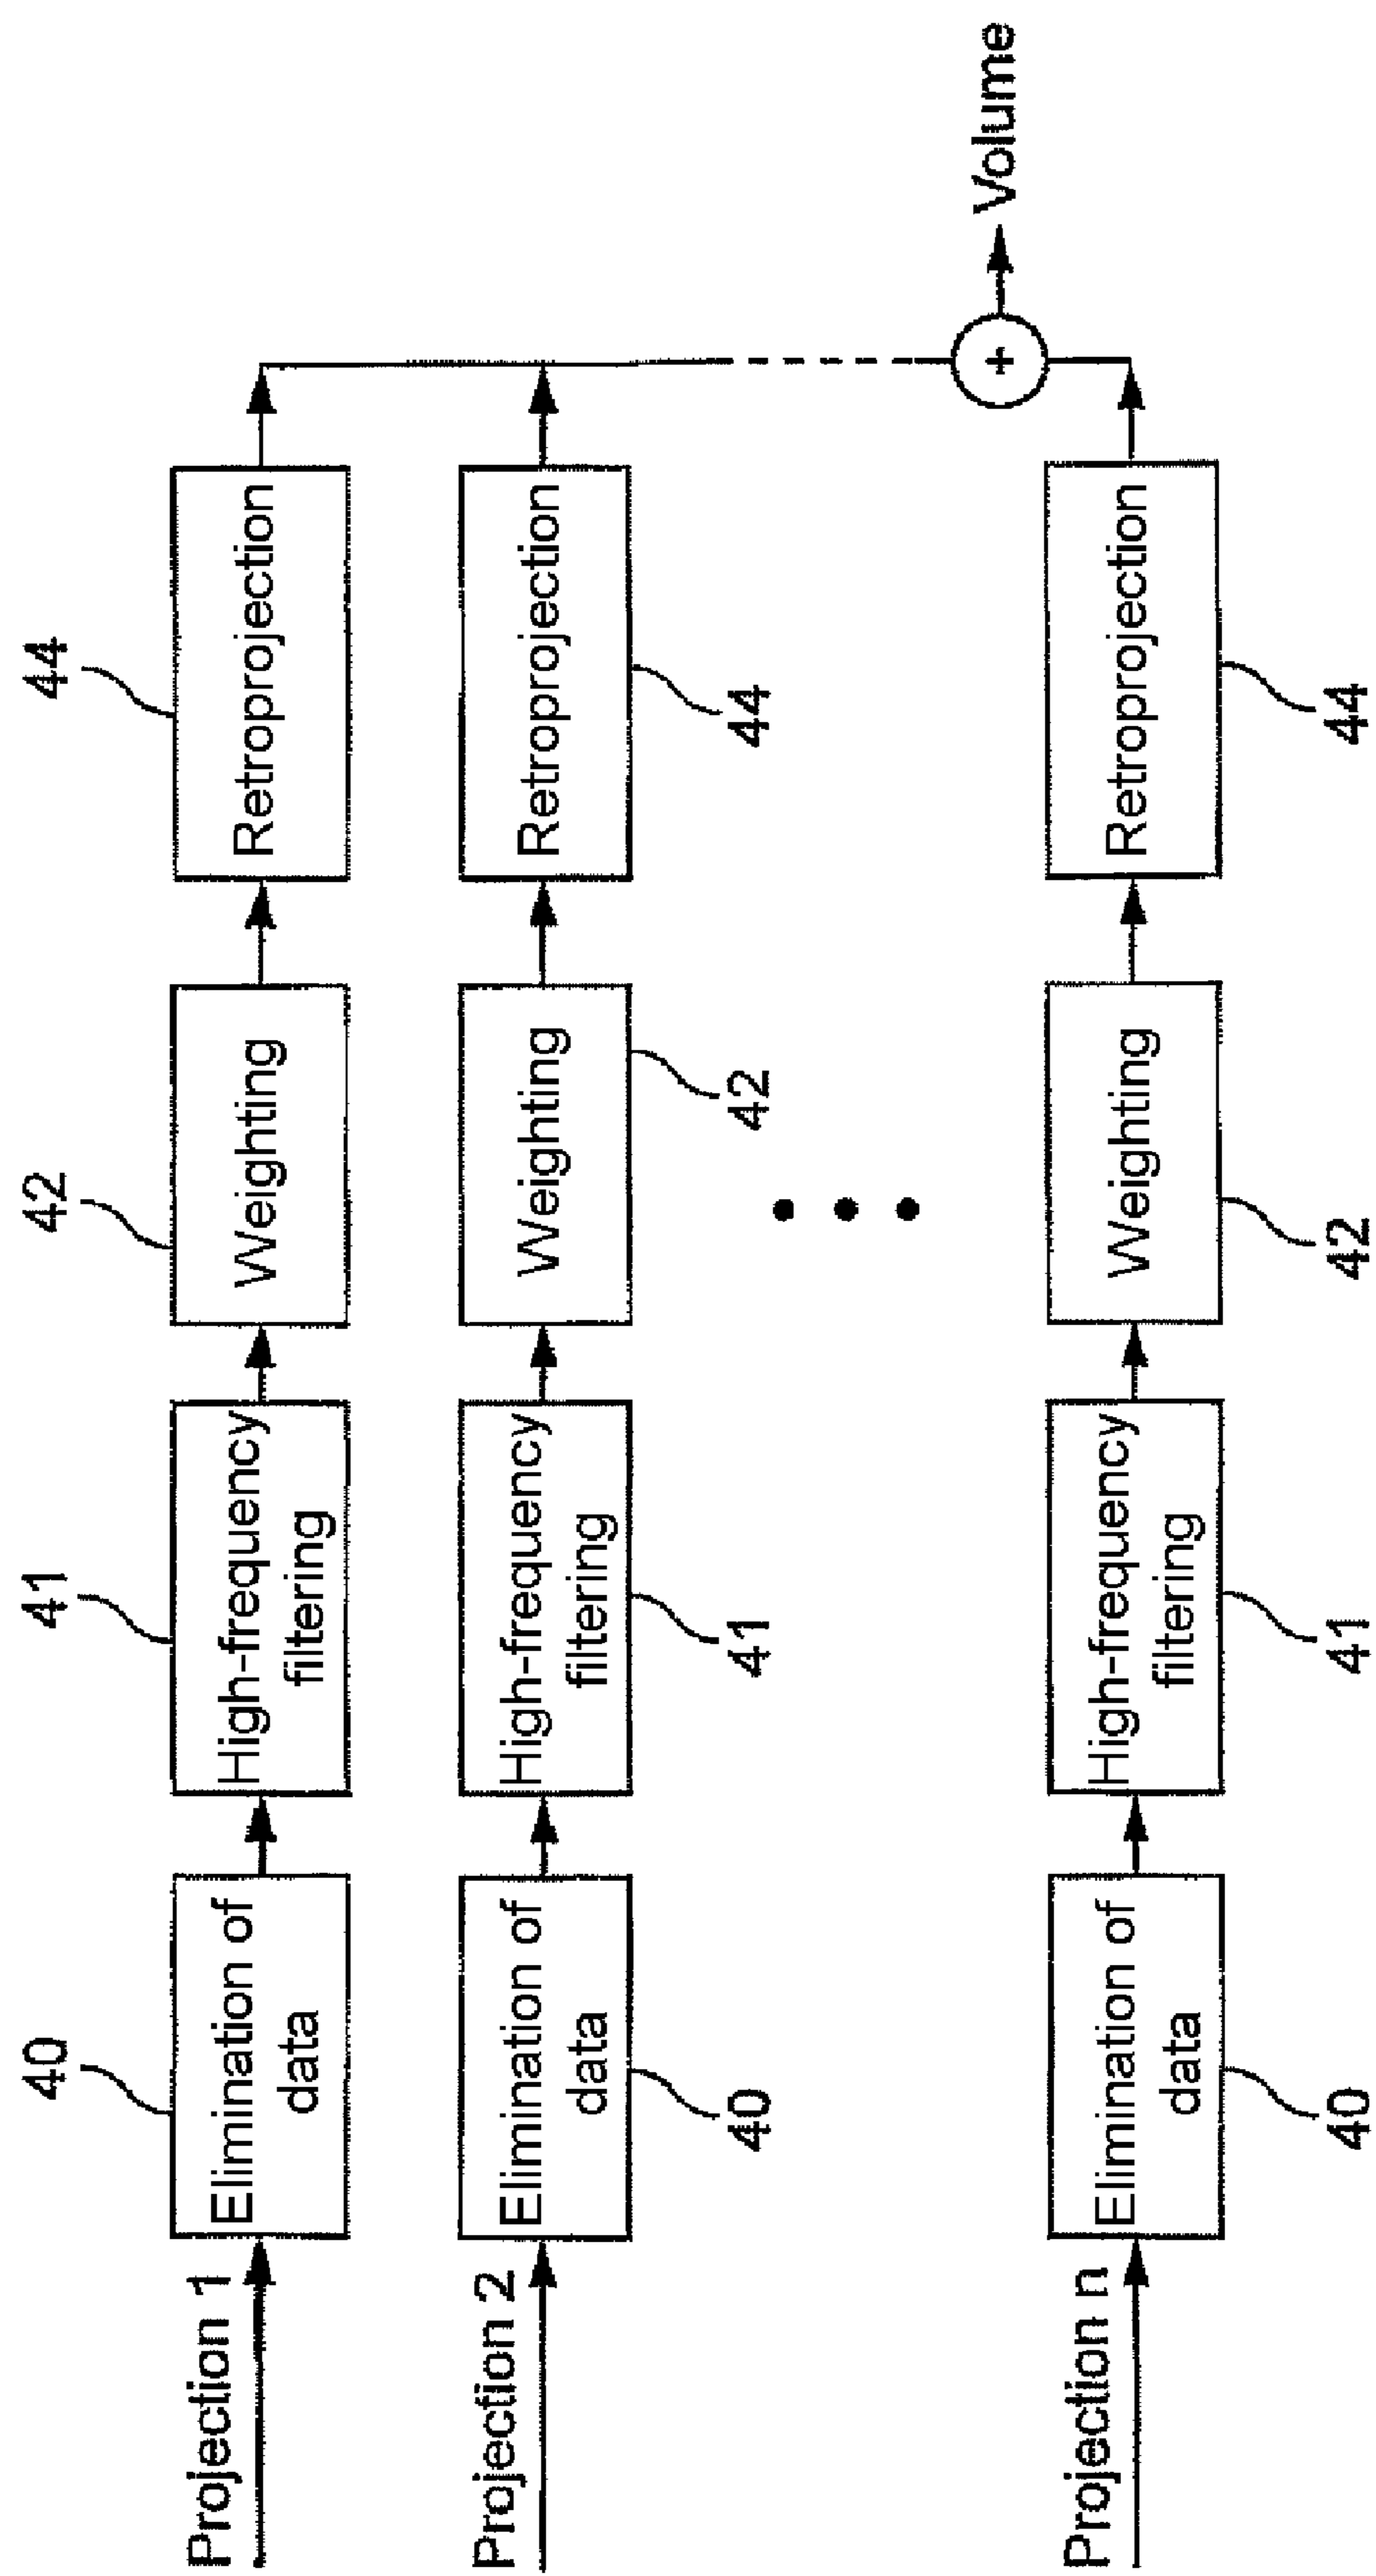 40
41
42
44
Projection 1
Elimination of
data
High-frequency
filtering
Weighting
Retroprojection
Projection 2
Elimination of
data
High-frequency
filtering
Weighting
Retroprojection
40
41
42
44
Volume
+
Projection n
Elimination of
data
High-frequency
filtering
Weighting
Retroprojection
40
41
42
44